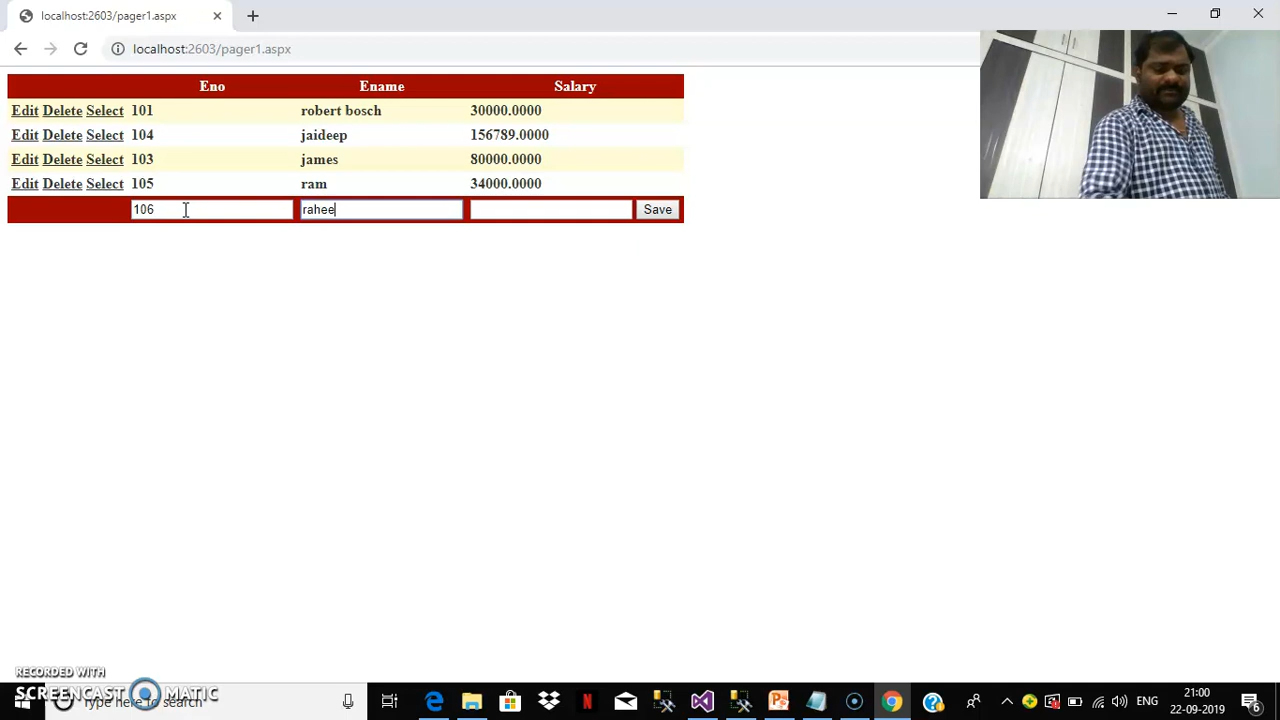 localhost:2603/pager1.aspx
localhost:2603/pager1.aspx
Eno Ename Salary
Edit Delete Select 101 robert bosch 30000.0000
Edit Delete Select 104 jaideep 156789.0000
Edit Delete Select 103 james 80000.0000
Edit Delete Select 105 ram 34000.0000
106 rahee Save
RECORDED WITH
SCREENCAST MATIC
Type here to search
ENG
21:00
22-09-2019
6